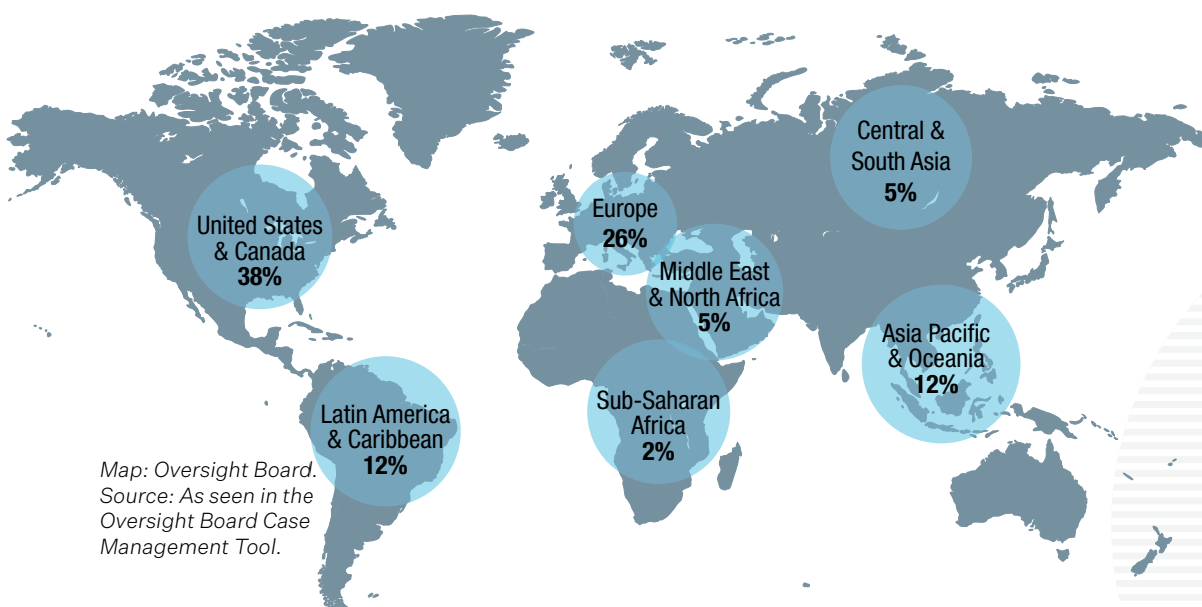 United States
& Canada
38%
Europe
26%
Central &
South Asia
5%
Middle East
& North Africa
5%
Asia Pacific
& Oceania
12%
Latin America
& Caribbean
12%
Sub-Saharan
Africa
2%
Map: Oversight Board.
Source: As seen in the
Oversight Board Case
Management Tool.